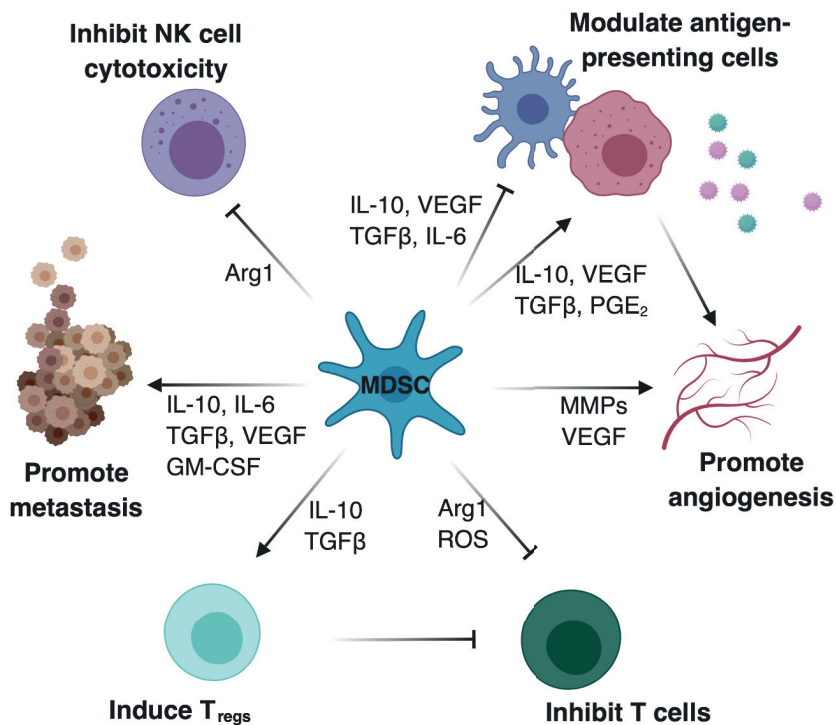 Inhibit NK cell
cytotoxicity
Modulate antigen-
presenting cells
IL-10, VEGF
TGFβ, IL-6
Arg1
IL-10, VEGF
TGFβ, PGE₂
MDSC
IL-10, IL-6
TGFβ, VEGF
GM-CSF
MMPs
VEGF
Promote
metastasis
Promote
angiogenesis
IL-10
TGFβ
Arg1
ROS
Induce Tregs
Inhibit T cells